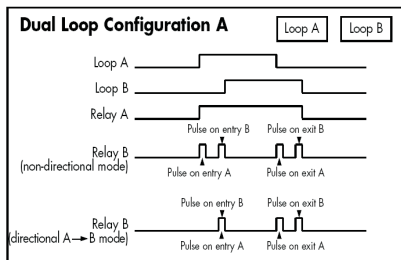 Dual Loop Configuration A
Loop A
Loop B
Loop A
Loop B
Relay A
Pulse on entry B
Pulse on exit B
Relay B
(non-directional mode)
Pulse on entry A
Pulse on exit A
Pulse on entry B
Pulse on exit B
Relay B
(directional A→B mode)
Pulse on entry A
Pulse on exit A